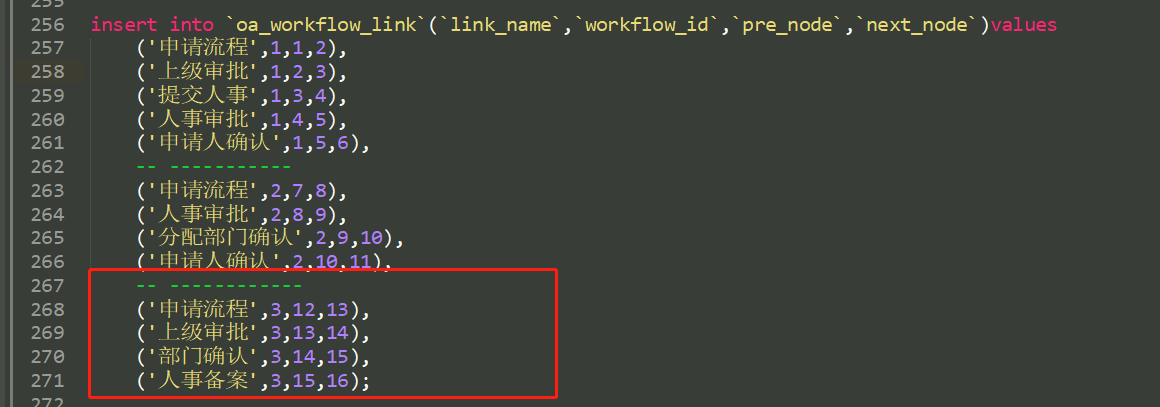 255
256 insert into `oa_workflow_link`(`link_name`,`workflow_id`,`pre_node`,`next_node`)values
257 ('申请流程',1,1,2),
258 ('上级审批',1,2,3),
259 ('提交人事',1,3,4),
260 ('人事审批',1,4,5),
261 ('申请人确认',1,5,6),
262 -- -----------
263 ('申请流程',2,7,8),
264 ('人事审批',2,8,9),
265 ('分配部门确认',2,9,10),
266 ('申请人确认',2,10,11),
267 -- ------------
268 ('申请流程',3,12,13),
269 ('上级审批',3,13,14),
270 ('部门确认',3,14,15),
271 ('人事备案',3,15,16);
272